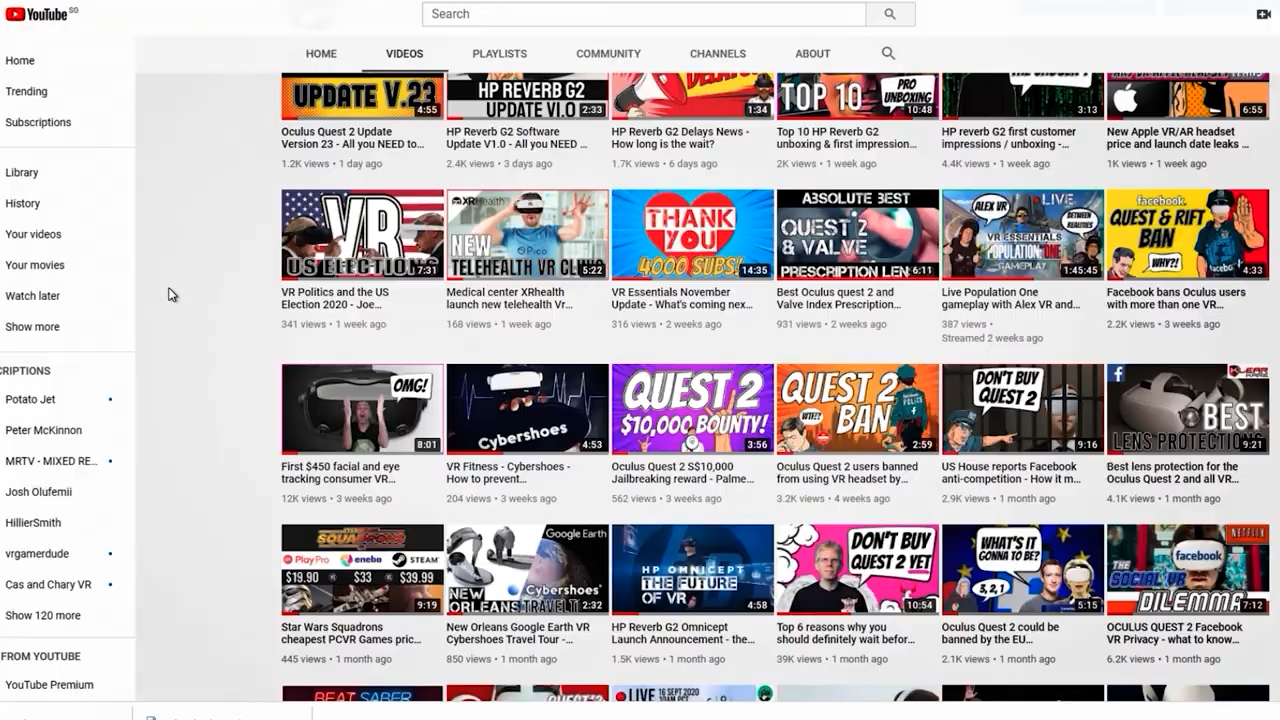 YouTube SG
Search
HOME
VIDEOS
PLAYLISTS
COMMUNITY
CHANNELS
ABOUT
Home
Trending
Subscriptions
Library
History
Your videos
Your movies
Watch later
Show more
CRIPTIONS
Potato Jet
Peter McKinnon
MRTV - MIXED RE...
Josh Olufemii
HillierSmith
vrgamerdude
Cas and Chary VR
Show 120 more
FROM YOUTUBE
YouTube Premium
UPDATE V.23
4:55
Oculus Quest 2 Update
Version 23 - All you NEED to...
1.2K views • 1 day ago
HP REVERB G2
UPDATE V1.0
2:33
HP Reverb G2 Software
Update V1.0 - All you NEED ...
2.4K views • 3 days ago
1:34
HP Reverb G2 Delays News -
How long is the wait?
1.7K views • 6 days ago
TOP 10
PRO
UNBOXING
10:48
Top 10 HP Reverb G2
unboxing & first impression...
2K views • 1 week ago
3:13
HP reverb G2 first customer
impressions / unboxing -...
4.4K views • 1 week ago
6:55
New Apple VR/AR headset
price and launch date leaks ...
1K views • 1 week ago
VR
US ELECTIONS
7:31
VR Politics and the US
Election 2020 - Joe...
341 views • 1 week ago
XRHealth
Pico
NEW
TELEHEALTH VR CLINIC
5:22
Medical center XRhealth
launch new telehealth Vr...
168 views • 1 week ago
THANK
YOU
4000 SUBS!
14:35
VR Essentials November
Update - What's coming nex...
316 views • 2 weeks ago
ABSOLUTE BEST
QUEST 2
& VALVE
PRESCRIPTION LEN
6:11
Best Oculus quest 2 and
Valve Index Prescription...
931 views • 2 weeks ago
ALEX VR
LIVE
BETWEEN
REALITIES
VR ESSENTIALS
POPULATION: ONE
GAMEPLAY
1:45:45
Live Population One
gameplay with Alex VR and...
387 views •
Streamed 2 weeks ago
facebook
QUEST & RIFT
BAN
WHY?!
4:33
Facebook bans Oculus users
with more than one VR...
2.2K views • 3 weeks ago
OMG!
8:01
First $450 facial and eye
tracking consumer VR...
12K views • 3 weeks ago
Cybershoes
4:53
VR Fitness - Cybershoes -
How to prevent...
204 views • 3 weeks ago
QUEST 2
$10,000 BOUNTY!
3:56
Oculus Quest 2 S$10,000
Jailbreaking reward - Palme...
562 views • 3 weeks ago
QUEST 2
BAN
WTF!!
POLICE
2:59
Oculus Quest 2 users banned
from using VR headset by...
3.2K views • 4 weeks ago
DON'T BUY
QUEST 2
9:16
US House reports Facebook
anti-competition - How it m...
2.9K views • 1 month ago
BEST
LENS PROTECTION
9:21
Best lens protection for the
Oculus Quest 2 and all VR...
4.1K views • 1 month ago
SQUADRONS
Play Pro
eneba
STEAM
$19.90
$33
$39.99
9:19
Star Wars Squadrons
cheapest PCVR Games pric...
445 views • 1 month ago
Google Earth
Cybershoes
NEW
ORLEANS TRAVEL
2:32
New Orleans Google Earth VR
Cybershoes Travel Tour -...
850 views • 1 month ago
HP OMNICEPT
THE FUTURE
OF VR
4:58
HP Reverb G2 Omnicept
Launch Announcement - the...
1.5K views • 1 month ago
DON'T BUY
QUEST 2 YET
10:54
Top 6 reasons why you
should definitely wait befor...
39K views • 1 month ago
WHAT'S IT
GONNA TO BE?
3, 2, 1
5:15
Oculus Quest 2 could be
banned by the EU...
2.1K views • 1 month ago
NETFLIX
facebook
THE
SOCIAL VR
DILEMMA
7:12
OCULUS QUEST 2 Facebook
VR Privacy - what to know...
6.2K views • 1 month ago
BEAT SABER
LIVE
16 SEPT 2020